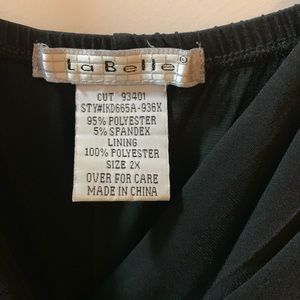 La Belle®
CUT 93401
STY#IKD665A-936X
95% POLYESTER
5% SPANDEX
LINING
100% POLYESTER
SIZE 2X
OVER FOR CARE
MADE IN CHINA